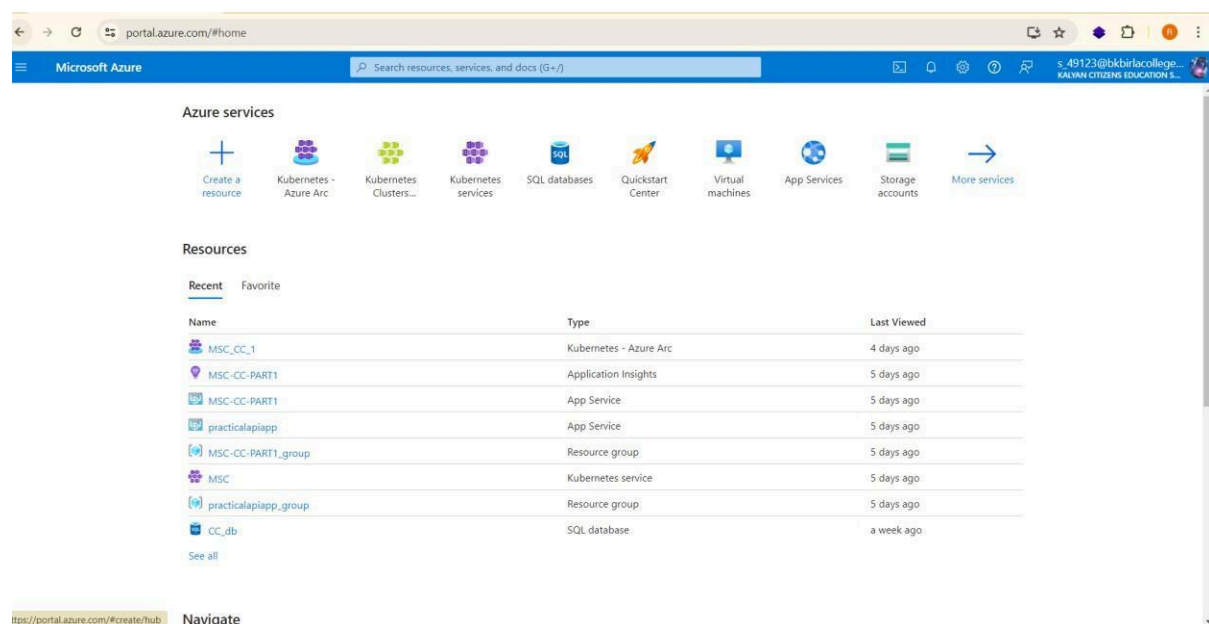 portal.azure.com/#home
R
Microsoft Azure
Search resources, services, and docs (G+/)
s_49123@bkbirlacollege...
KALYAN CITIZENS EDUCATION S...
Azure services
Create a
resource
Kubernetes -
Azure Arc
Kubernetes
Clusters...
Kubernetes
services
SQL
SQL databases
Quickstart
Center
Virtual
machines
App Services
Storage
accounts
More services
Resources
Recent Favorite
Name Type Last Viewed
MSC_CC_1 Kubernetes - Azure Arc 4 days ago
MSC-CC-PART1 Application Insights 5 days ago
MSC-CC-PART1 App Service 5 days ago
practicalapiapp App Service 5 days ago
MSC-CC-PART1_group Resource group 5 days ago
MSC Kubernetes service 5 days ago
practicalapiapp_group Resource group 5 days ago
CC_db SQL database a week ago
See all
Navigate
ttps://portal.azure.com/#create/hub